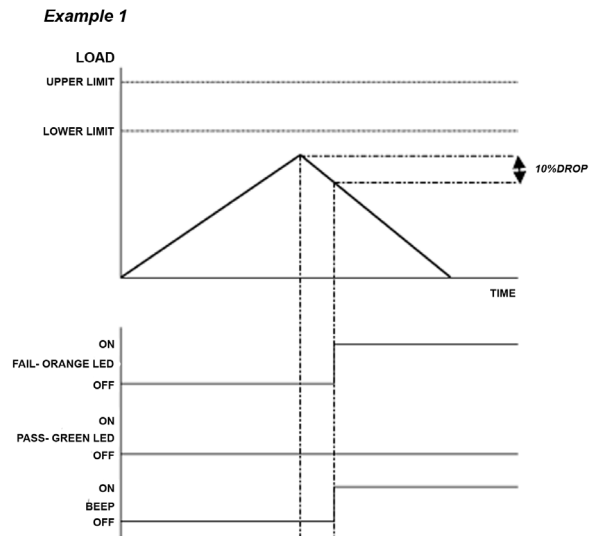 Example 1
LOAD
UPPER LIMIT
LOWER LIMIT
10%DROP
TIME
ON
FAIL- ORANGE LED
OFF
ON
PASS- GREEN LED
OFF
ON
BEEP
OFF